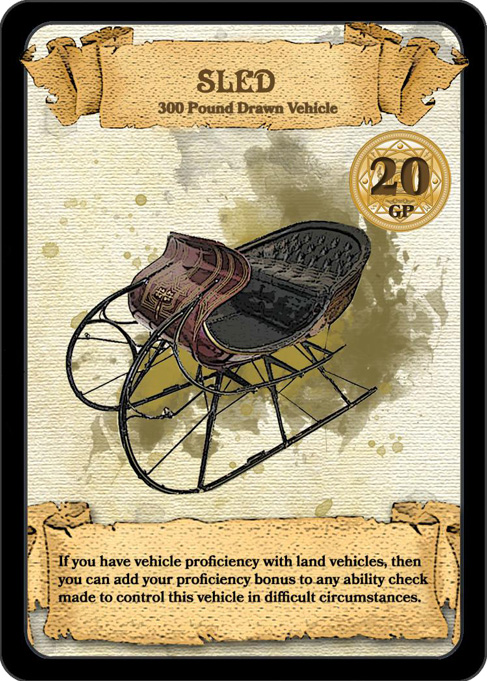 SLED
300 Pound Drawn Vehicle
20
GP
If you have vehicle proficiency with land vehicles, then
you can add your proficiency bonus to any ability check
made to control this vehicle in difficult circumstances.